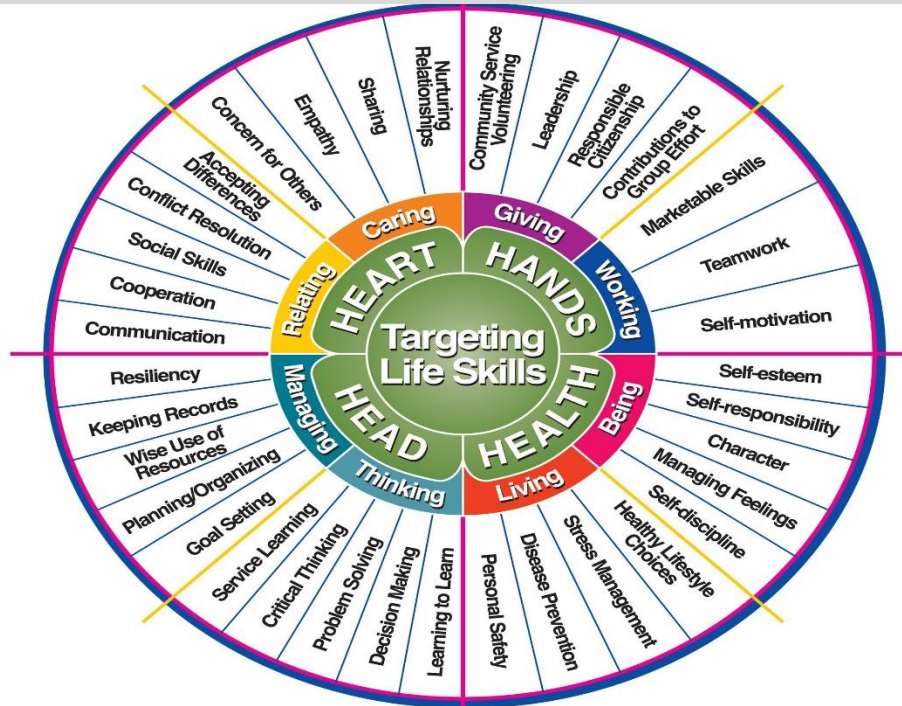 Targeting
Life Skills
HEART
HANDS
HEALTH
HEAD
Relating
Caring
Giving
Working
Being
Living
Thinking
Managing
Communication
Cooperation
Social Skills
Conflict Resolution
Accepting
Differences
Concern for Others
Empathy
Sharing
Nurturing
Relationships
Community Service
Volunteering
Leadership
Responsible
Citizenship
Contributions to
Group Effort
Marketable Skills
Teamwork
Self-motivation
Self-esteem
Self-responsibility
Character
Managing Feelings
Self-discipline
Healthy Lifestyle
Choices
Stress Management
Disease Prevention
Personal Safety
Learning to Learn
Decision Making
Problem Solving
Critical Thinking
Service Learning
Goal Setting
Planning/Organizing
Wise Use of
Resources
Keeping Records
Resiliency